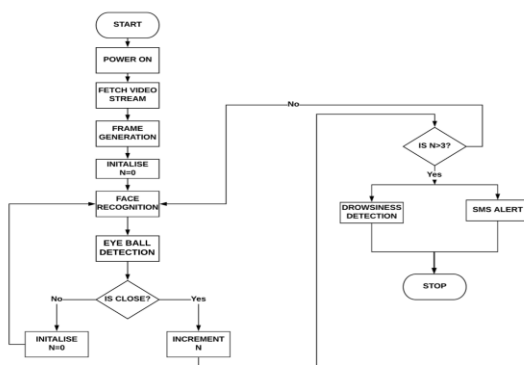 START
POWER ON
FETCH VIDEO
STREAM
FRAME
GENERATION
INITALISE
N=0
FACE
RECOGNITION
EYE BALL
DETECTION
IS CLOSE?
No
Yes
INITALISE
N=0
INCREMENT
N
No
IS N>3?
Yes
DROWSINESS
DETECTION
SMS ALERT
STOP